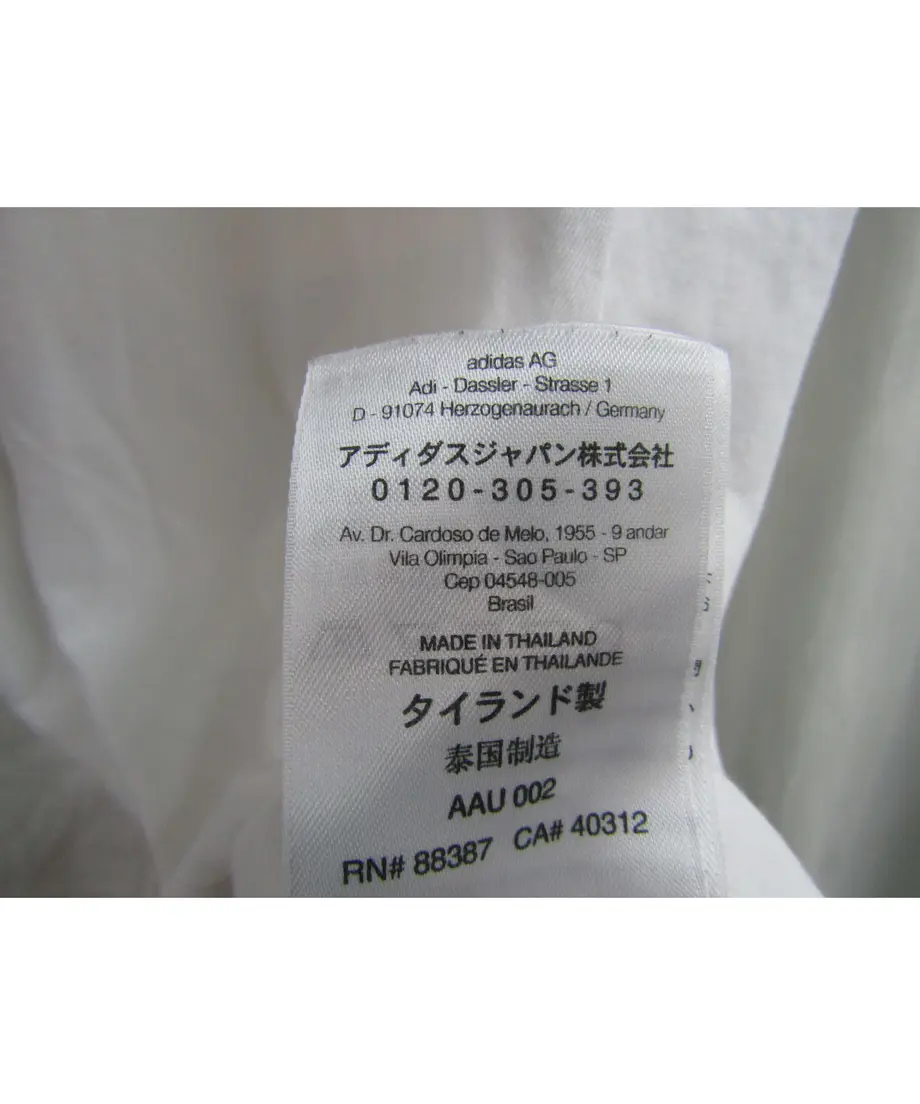 adidas AG
Adi - Dassler - Strasse 1
D - 91074 Herzogenaurach / Germany
アディダスジャパン株式会社
0120-305-393
Av. Dr. Cardoso de Melo, 1955 - 9 andar
Vila Olimpia - Sao Paulo - SP
Cep 04548-005
Brasil
MADE IN THAILAND
FABRIQUÉ EN THAILANDE
タイランド製
泰国制造
AAU 002
RN# 88387 CA# 40312